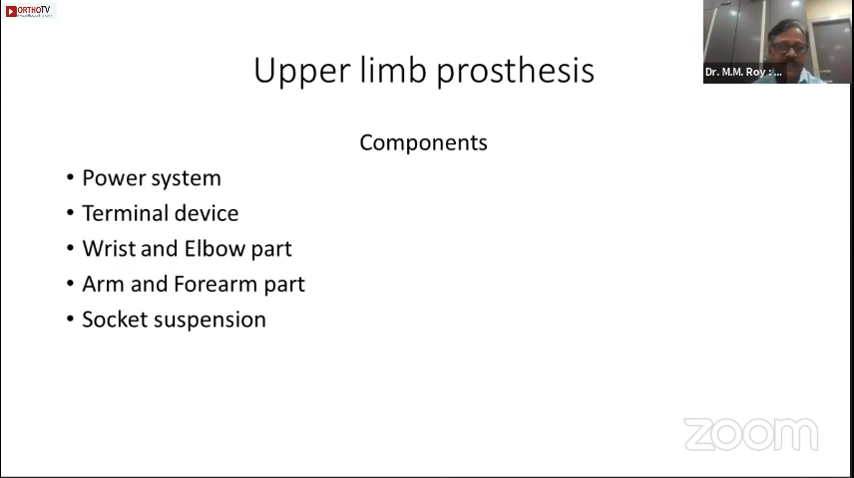 ORTHOTV
Dr. M.M. Roy : ...
Upper limb prosthesis
Components
• Power system
• Terminal device
• Wrist and Elbow part
• Arm and Forearm part
• Socket suspension
zoom